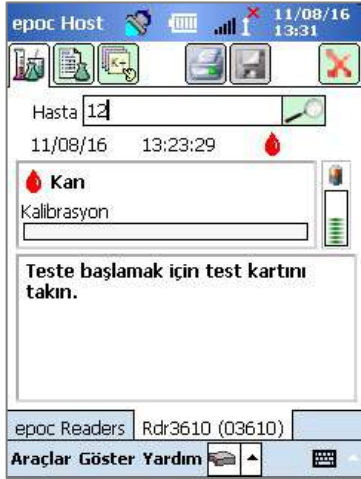 epoc Host 11/08/16
13:31
Hasta 12
11/08/16 13:23:29
Kan
Kalibrasyon
Teste başlamak için test kartını
takın.
epoc Readers Rdr3610 (03610)
Araçlar Göster Yardım